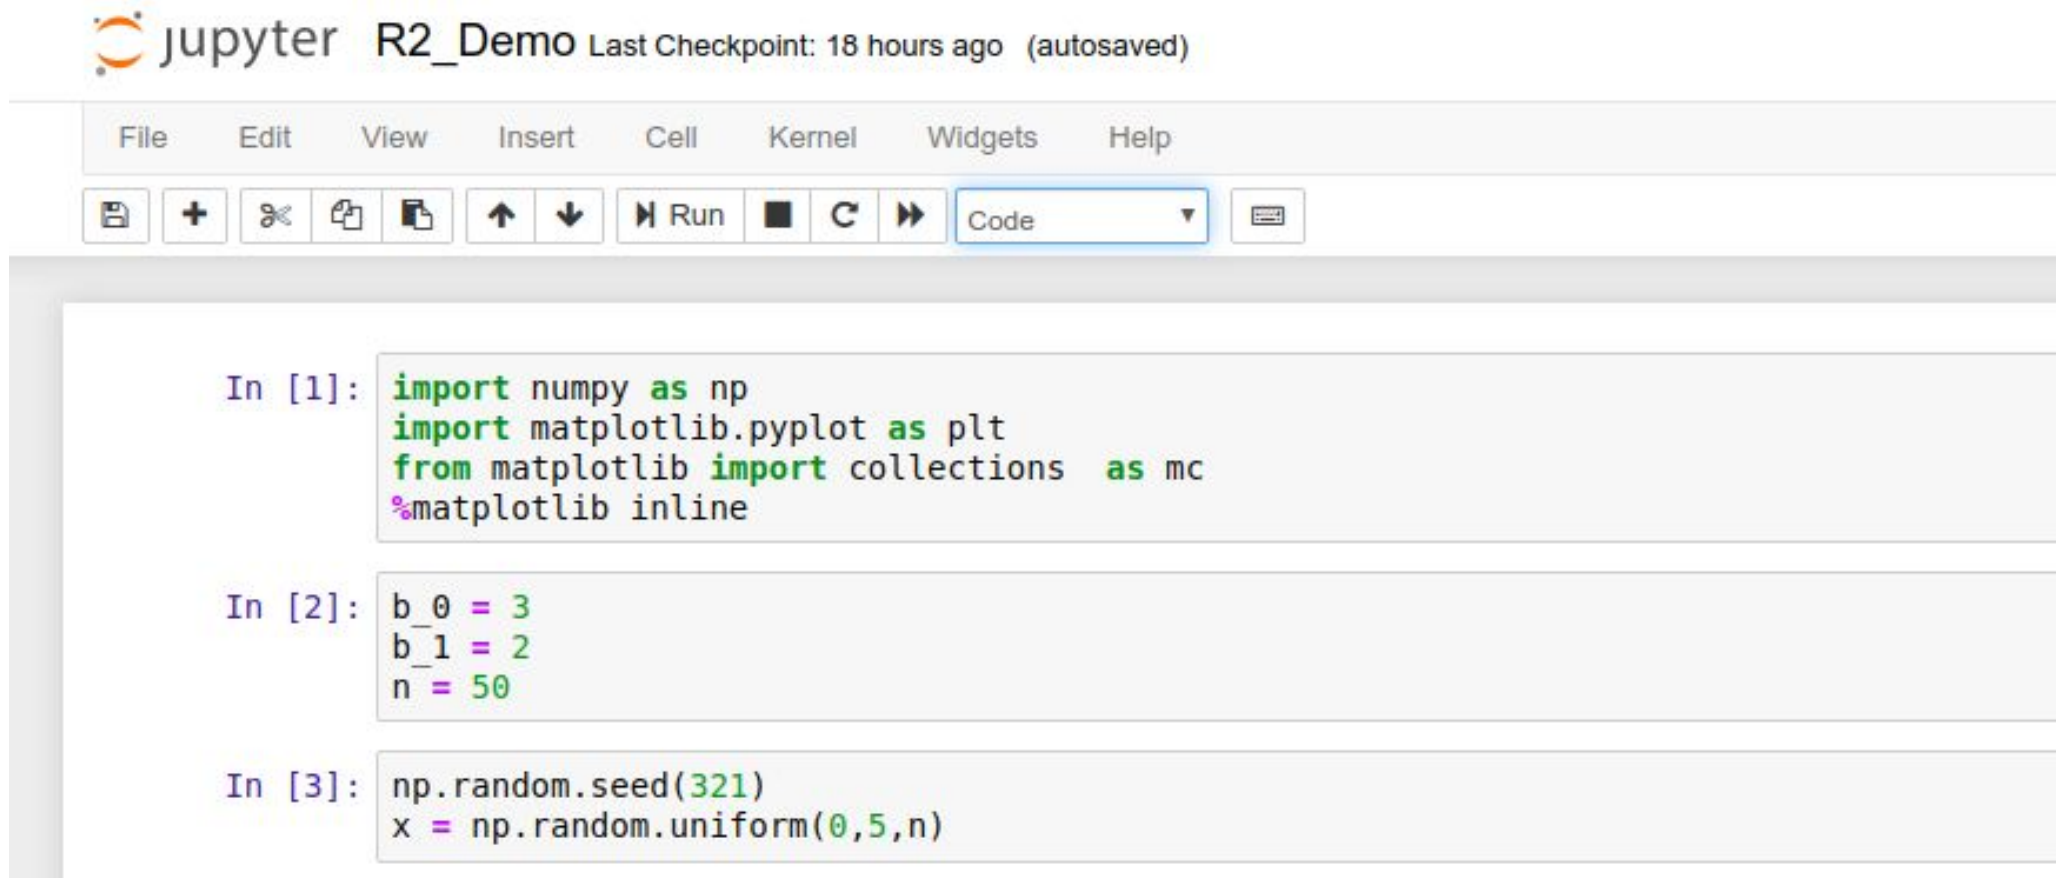 jupyter R2_Demo Last Checkpoint: 18 hours ago (autosaved)
File Edit View Insert Cell Kernel Widgets Help
Run Code
In [1]: import numpy as np
import matplotlib.pyplot as plt
from matplotlib import collections  as mc
%matplotlib inline
In [2]: b_0 = 3
b_1 = 2
n = 50
In [3]: np.random.seed(321)
x = np.random.uniform(0,5,n)